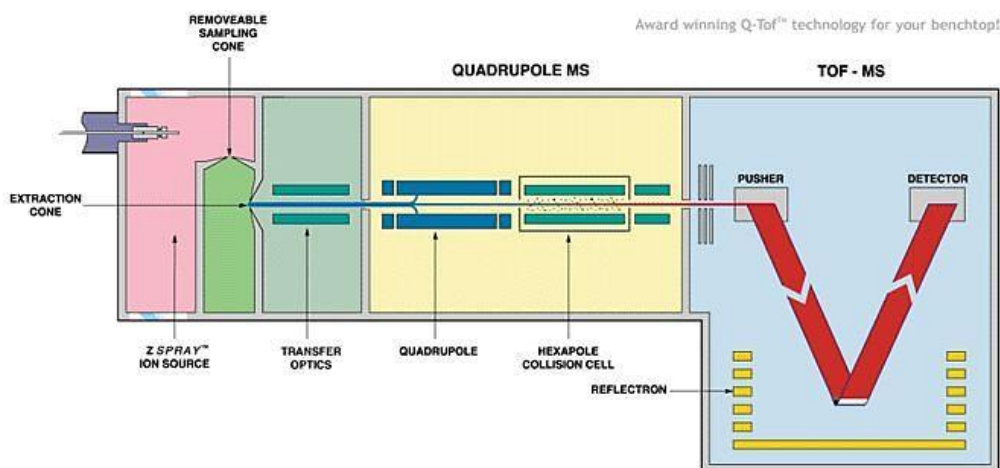 Award winning Q-Tof™ technology for your benchtop!
REMOVEABLE
SAMPLING
CONE
QUADRUPOLE MS
TOF - MS
EXTRACTION
CONE
PUSHER
DETECTOR
Z SPRAY™
ION SOURCE
TRANSFER
OPTICS
QUADRUPOLE
HEXAPOLE
COLLISION CELL
REFLECTRON